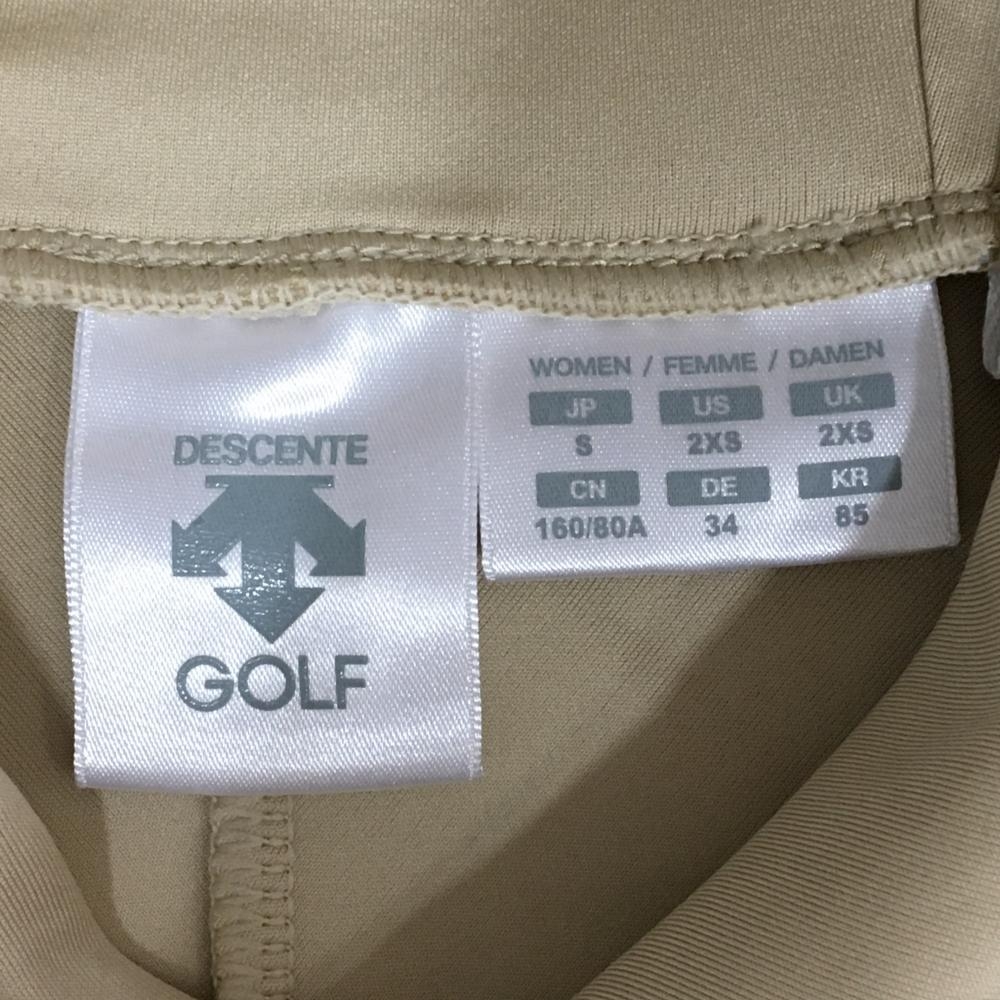 DESCENTE
GOLF
WOMEN / FEMME / DAMEN
JP US UK
S 2XS 2XS
CN DE KR
160/80A 34 85